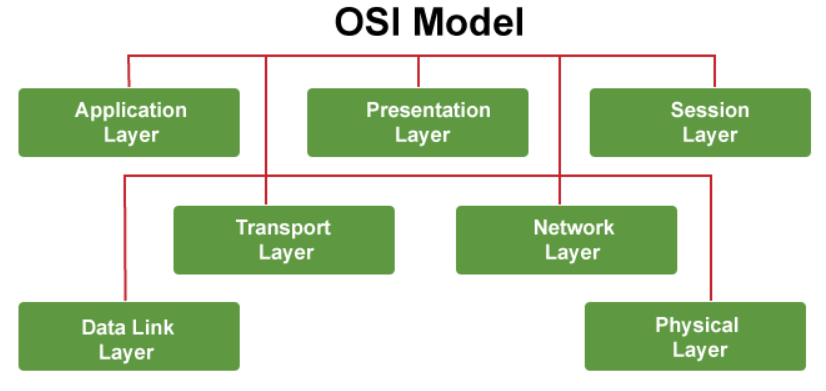 OSI Model
Application
Layer
Presentation
Layer
Session
Layer
Transport
Layer
Network
Layer
Data Link
Layer
Physical
Layer